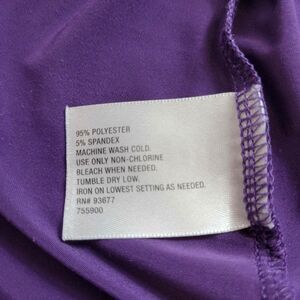 95% POLYESTER
5% SPANDEX
MACHINE WASH COLD.
USE ONLY NON-CHLORINE
BLEACH WHEN NEEDED.
TUMBLE DRY LOW.
IRON ON LOWEST SETTING AS NEEDED.
RN# 93677
755900